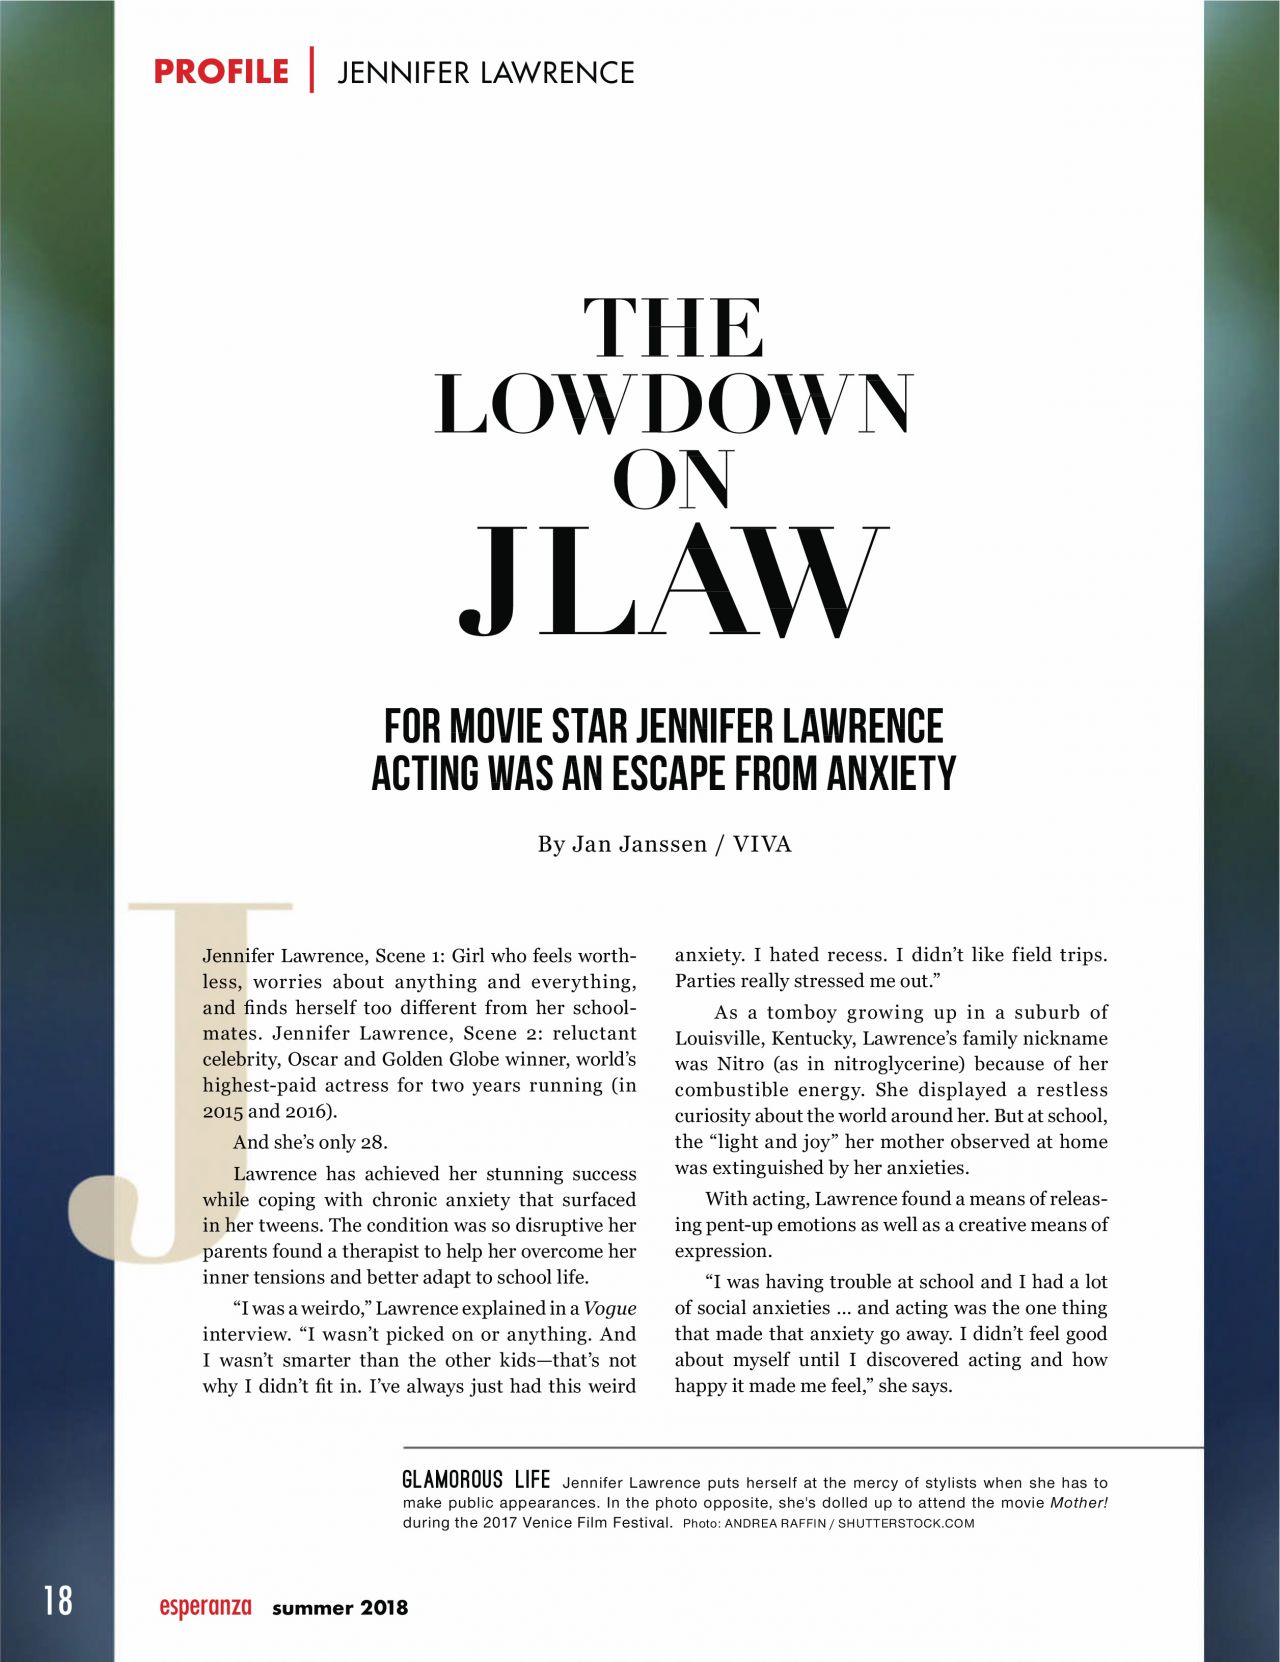 PROFILE | JENNIFER LAWRENCE
THE
LOWDOWN
ON
JLAW
FOR MOVIE STAR JENNIFER LAWRENCE
ACTING WAS AN ESCAPE FROM ANXIETY
By Jan Janssen / VIVA
J
Jennifer Lawrence, Scene 1: Girl who feels worth-
less, worries about anything and everything,
and finds herself too different from her school-
mates. Jennifer Lawrence, Scene 2: reluctant
celebrity, Oscar and Golden Globe winner, world’s
highest-paid actress for two years running (in
2015 and 2016).
And she’s only 28.
Lawrence has achieved her stunning success
while coping with chronic anxiety that surfaced
in her tweens. The condition was so disruptive her
parents found a therapist to help her overcome her
inner tensions and better adapt to school life.
“I was a weirdo,” Lawrence explained in a Vogue
interview. “I wasn’t picked on or anything. And
I wasn’t smarter than the other kids—that’s not
why I didn’t fit in. I’ve always just had this weird
anxiety. I hated recess. I didn’t like field trips.
Parties really stressed me out.”
As a tomboy growing up in a suburb of
Louisville, Kentucky, Lawrence’s family nickname
was Nitro (as in nitroglycerine) because of her
combustible energy. She displayed a restless
curiosity about the world around her. But at school,
the “light and joy” her mother observed at home
was extinguished by her anxieties.
With acting, Lawrence found a means of releas-
ing pent-up emotions as well as a creative means of
expression.
“I was having trouble at school and I had a lot
of social anxieties ... and acting was the one thing
that made that anxiety go away. I didn’t feel good
about myself until I discovered acting and how
happy it made me feel,” she says.
GLAMOROUS LIFE Jennifer Lawrence puts herself at the mercy of stylists when she has to
make public appearances. In the photo opposite, she's dolled up to attend the movie Mother!
during the 2017 Venice Film Festival. Photo: ANDREA RAFFIN / SHUTTERSTOCK.COM
18 esperanza summer 2018